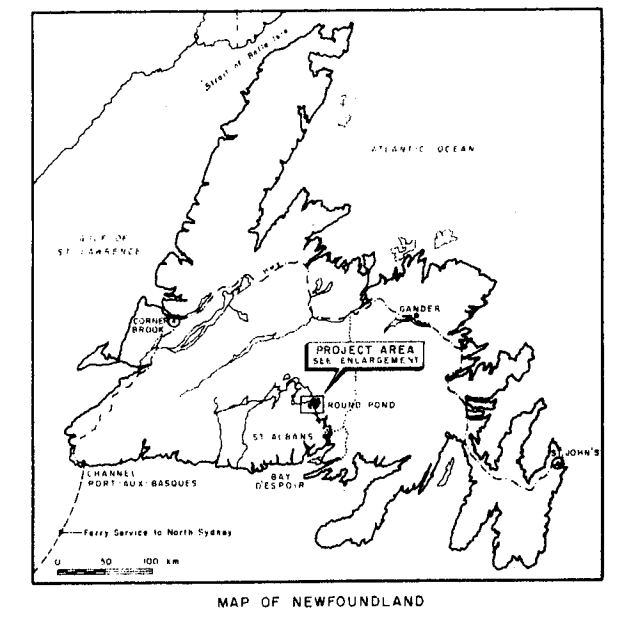 Strait of Belle Isle
ATLANTIC OCEAN
GULF OF
ST. LAWRENCE
TCH
CORNER
BROOK
GANDER
PROJECT AREA
SEE ENLARGEMENT
ROUND POND
ST. ALBANS
ST. JOHN'S
CHANNEL
PORT-AUX-BASQUES
BAY
D'ESPOIR
Ferry Service to North Sydney
0 50 100 km
MAP OF NEWFOUNDLAND